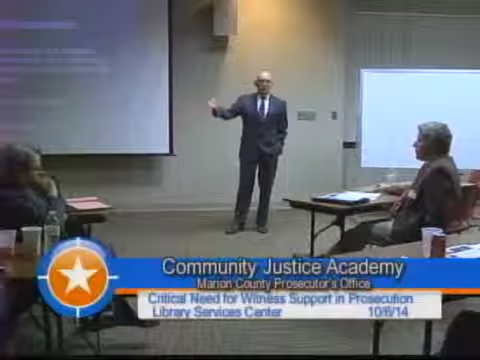 Community Justice Academy
Marion County Prosecutor's Office
Critical Need for Witness Support in Prosecution
Library Services Center 10/6/14